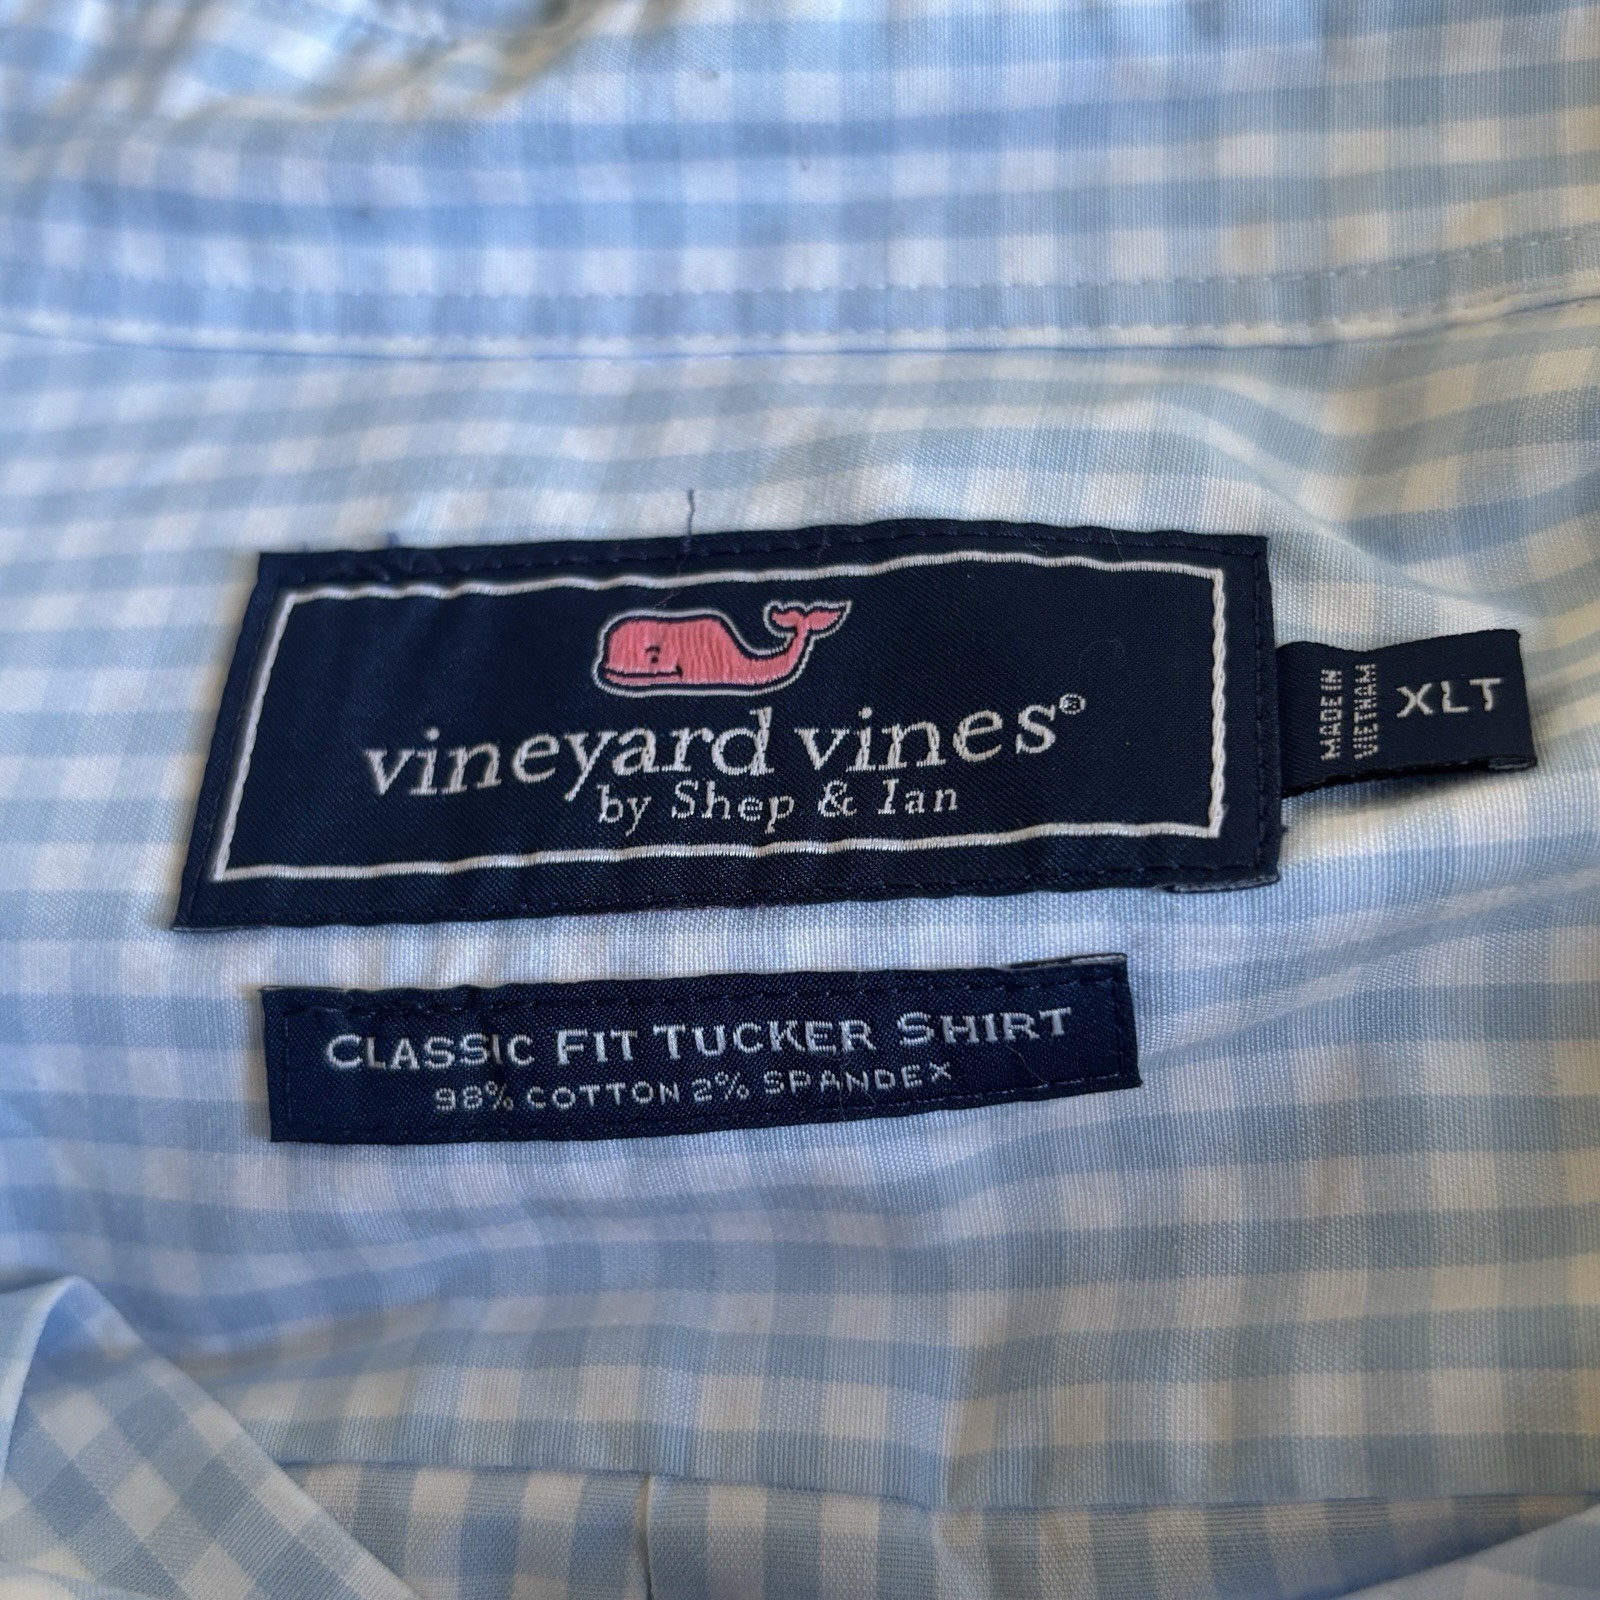 vineyard vines®
by Shep & Ian
MADE IN
VIETNAM
XLT
CLASSIC FIT TUCKER SHIRT
98% COTTON 2% SPANDEX